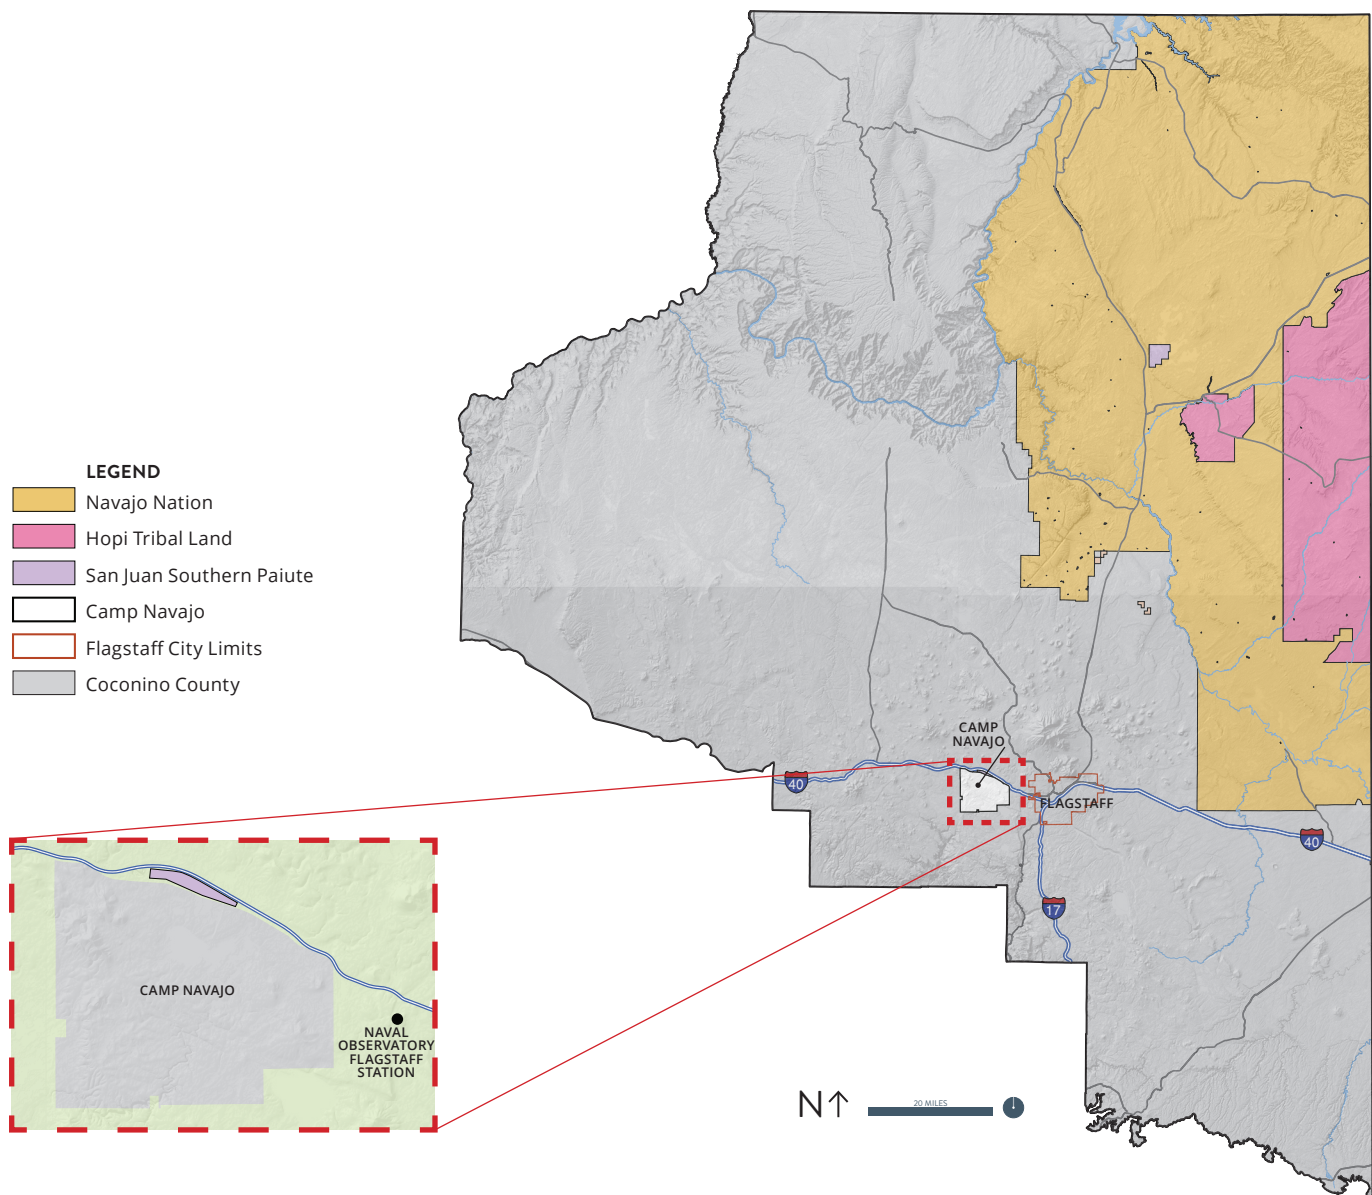 LEGEND
Navajo Nation
Hopi Tribal Land
San Juan Southern Paiute
Camp Navajo
Flagstaff City Limits
Coconino County
CAMP
NAVAJO
40
FLAGSTAFF
40
17
CAMP NAVAJO
NAVAL
OBSERVATORY
FLAGSTAFF
STATION
N↑
20 MILES